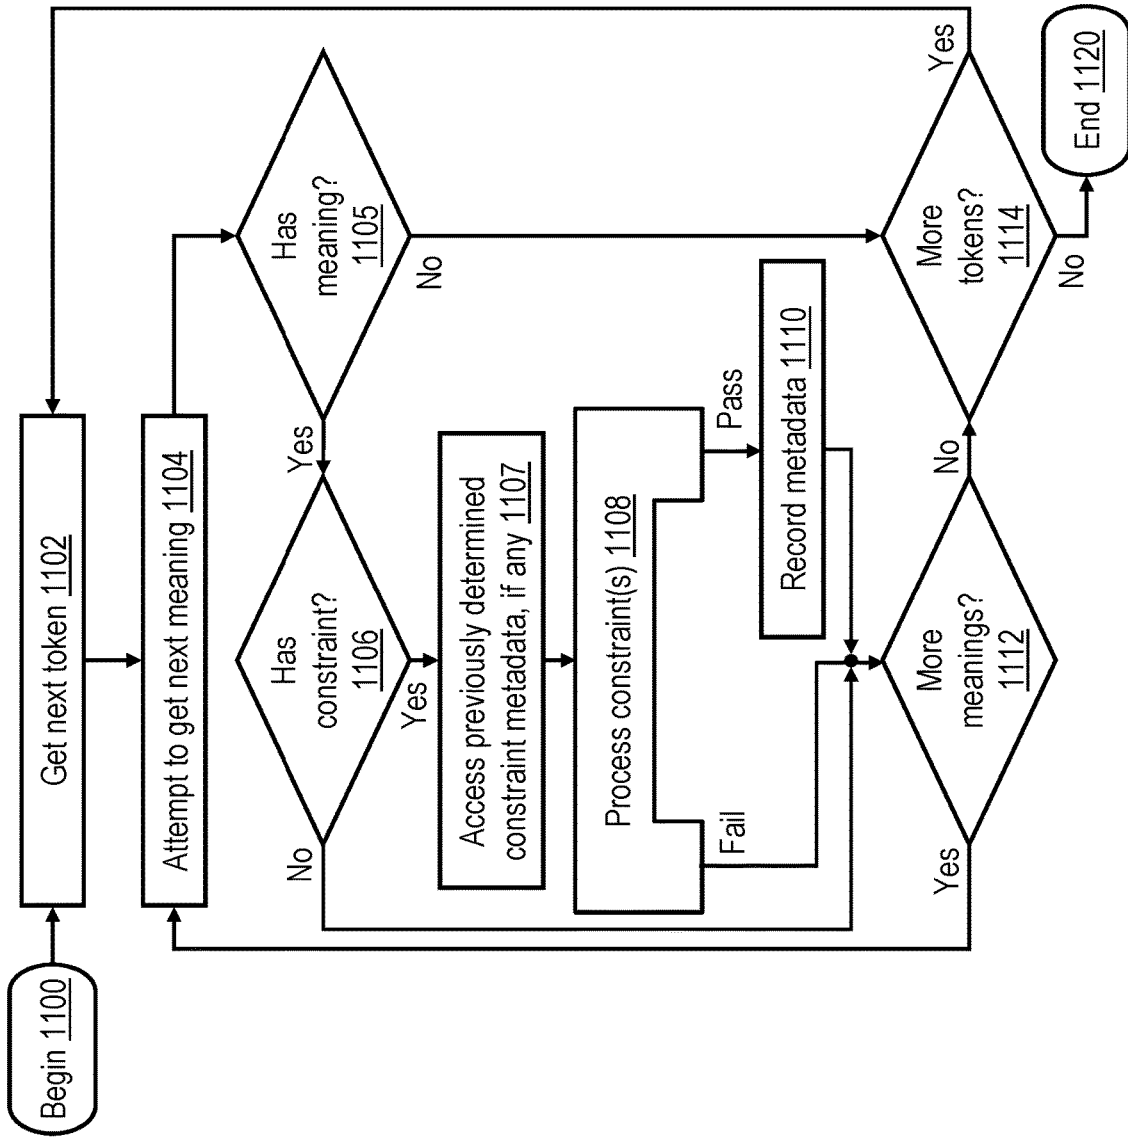 Begin 1100
Get next token 1102
Attempt to get next meaning 1104
Has
meaning?
1105
Yes
No
Has
constraint?
1106
No
Yes
Access previously determined
constraint metadata, if any 1107
Process constraint(s) 1108
Fail
Pass
Record metadata 1110
More
meanings?
1112
Yes
No
More
tokens?
1114
Yes
No
End 1120